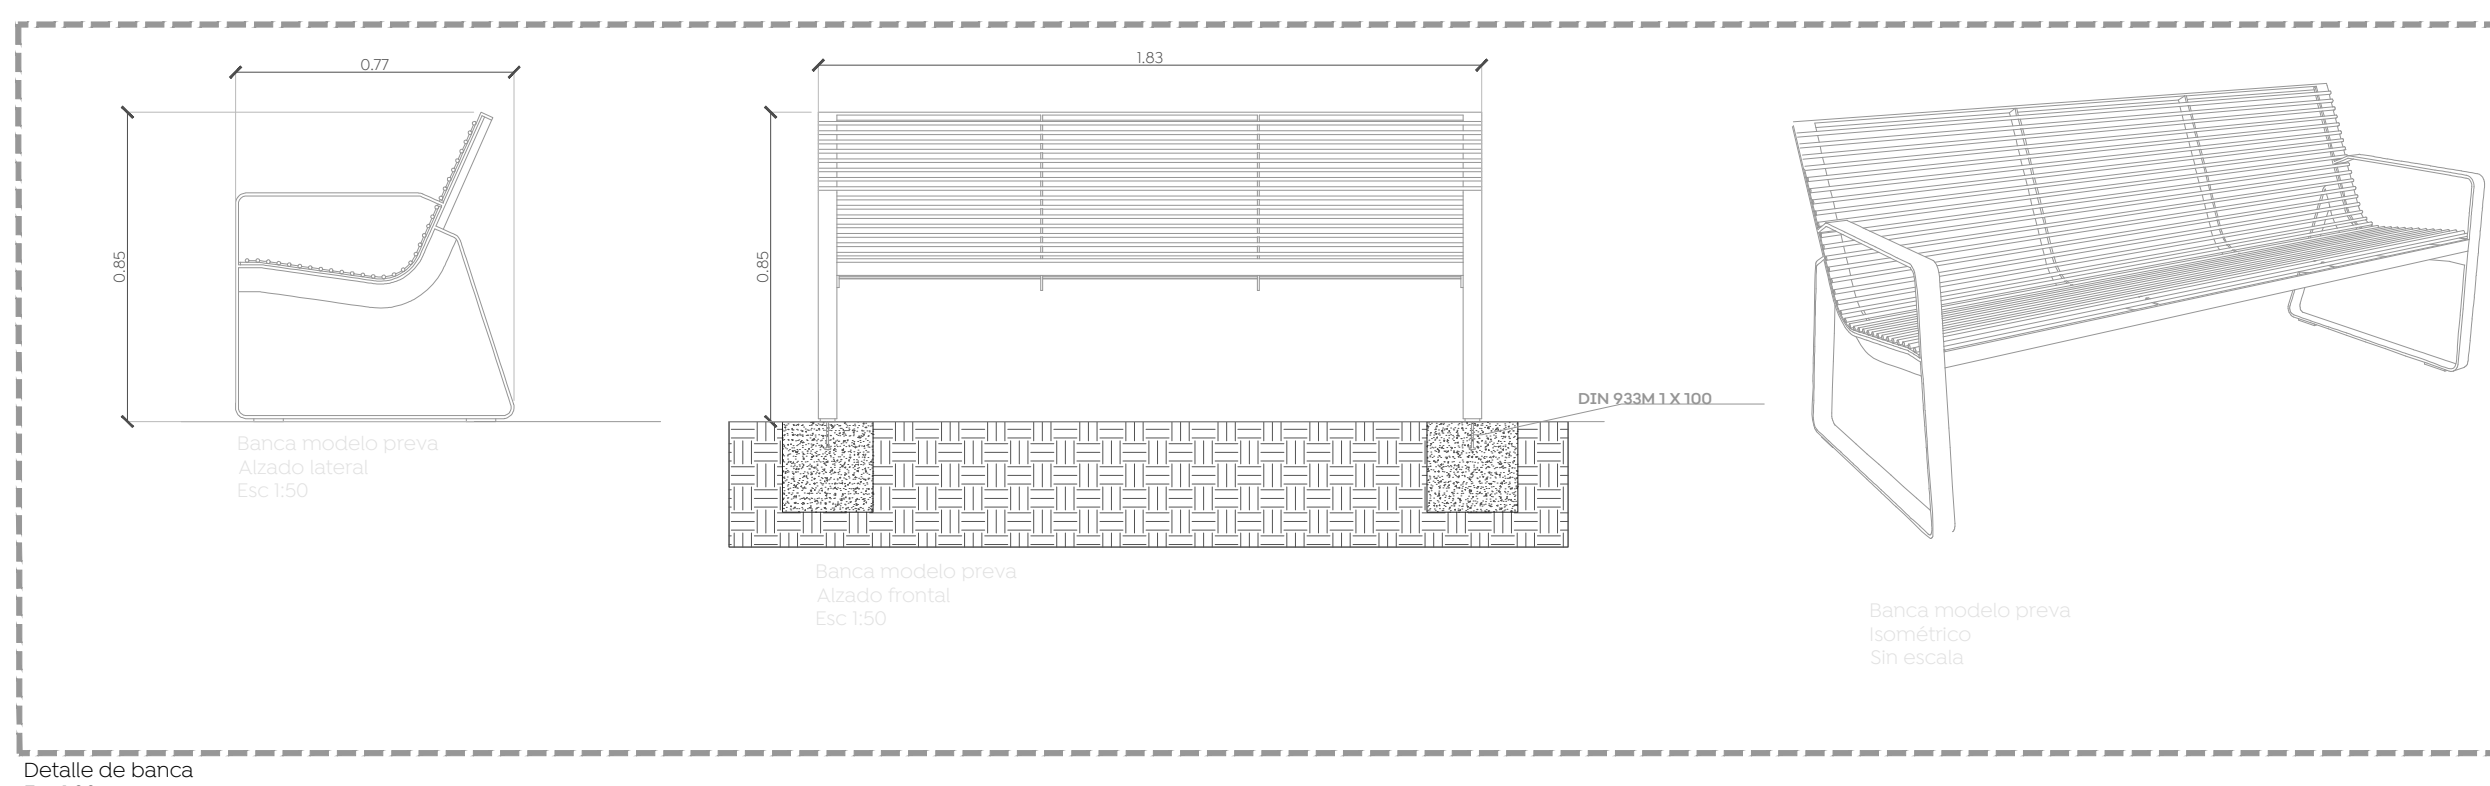 0.77
0.85
Banca modelo preva
Alzado lateral
Esc 1:50
1.83
0.85
DIN 933M 1 X 100
Banca modelo preva
Alzado frontal
Esc 1:50
Banca modelo preva
Isométrico
Sin escala
Detalle de banca